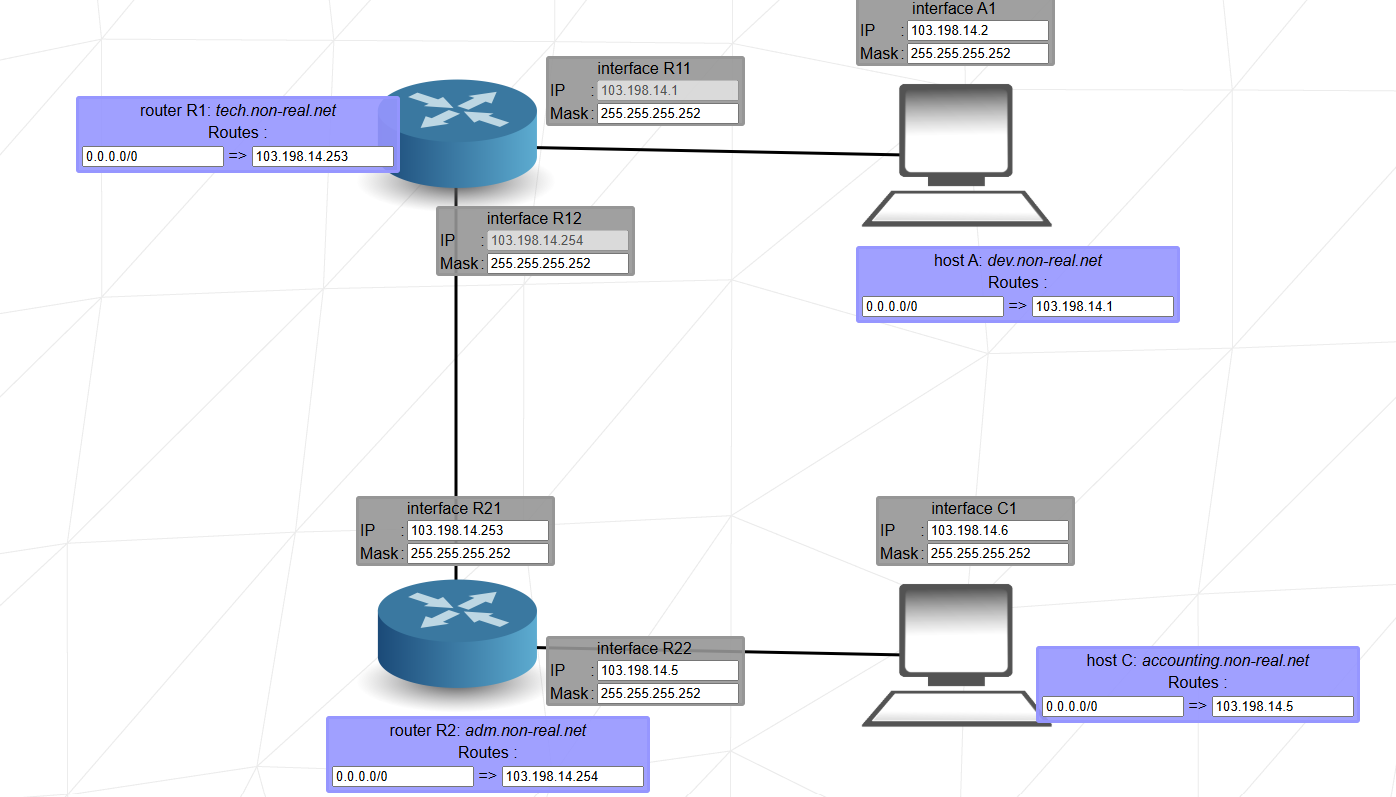 interface A1
IP : 103.198.14.2
Mask : 255.255.255.252
interface R11
IP : 103.198.14.1
Mask : 255.255.255.252
router R1: tech.non-real.net
Routes :
0.0.0.0/0 => 103.198.14.253
interface R12
IP : 103.198.14.254
Mask : 255.255.255.252
host A: dev.non-real.net
Routes :
0.0.0.0/0 => 103.198.14.1
interface R21
IP : 103.198.14.253
Mask : 255.255.255.252
interface C1
IP : 103.198.14.6
Mask : 255.255.255.252
interface R22
IP : 103.198.14.5
Mask : 255.255.255.252
host C: accounting.non-real.net
Routes :
0.0.0.0/0 => 103.198.14.5
router R2: adm.non-real.net
Routes :
0.0.0.0/0 => 103.198.14.254